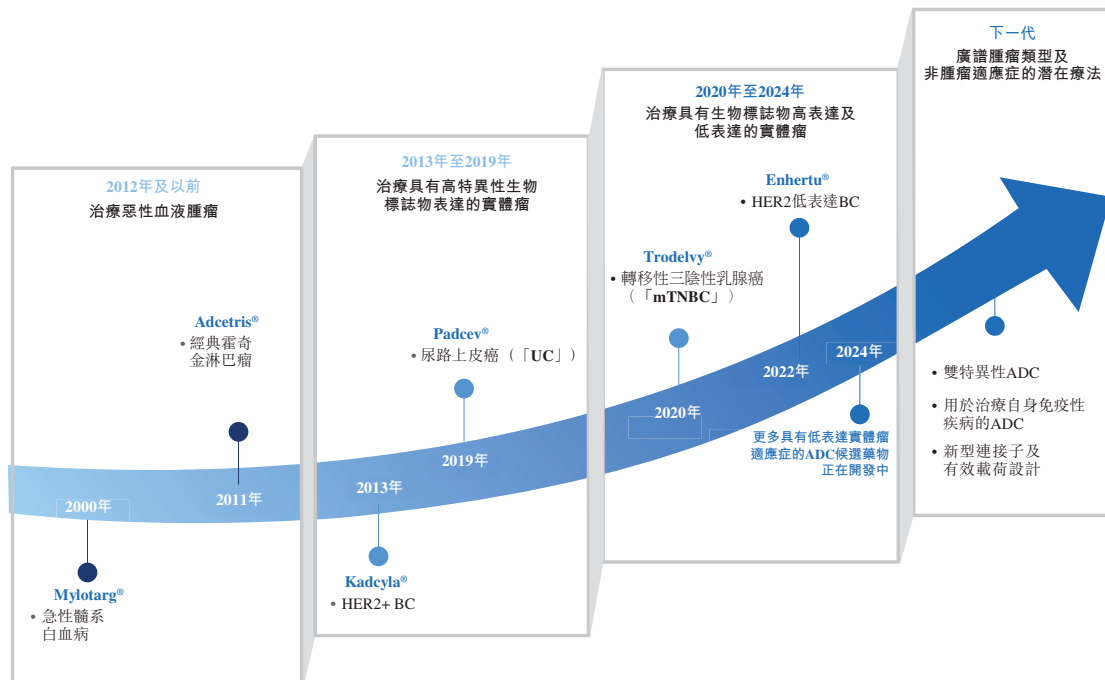 2012年及以前
治療惡性血液腫瘤
Adcetris®
• 經典霍奇
金淋巴瘤
2000年
2011年
Mylotarg®
• 急性髓系
白血病
2013年至2019年
治療具有高特異性生物
標誌物表達的實體瘤
Padcev®
• 尿路上皮癌（「UC」）
2013年
2019年
Kadcyla®
• HER2+ BC
2020年至2024年
治療具有生物標誌物高表達及
低表達的實體瘤
Enhertu®
• HER2低表達BC
Trodelvy®
• 轉移性三陰性乳腺癌
（「mTNBC」）
2020年
2022年
2024年
更多具有低表達實體瘤
適應症的ADC候選藥物
正在開發中
下一代
廣譜腫瘤類型及
非腫瘤適應症的潛在療法
• 雙特異性ADC
• 用於治療自身免疫性
疾病的ADC
• 新型連接子及
有效載荷設計